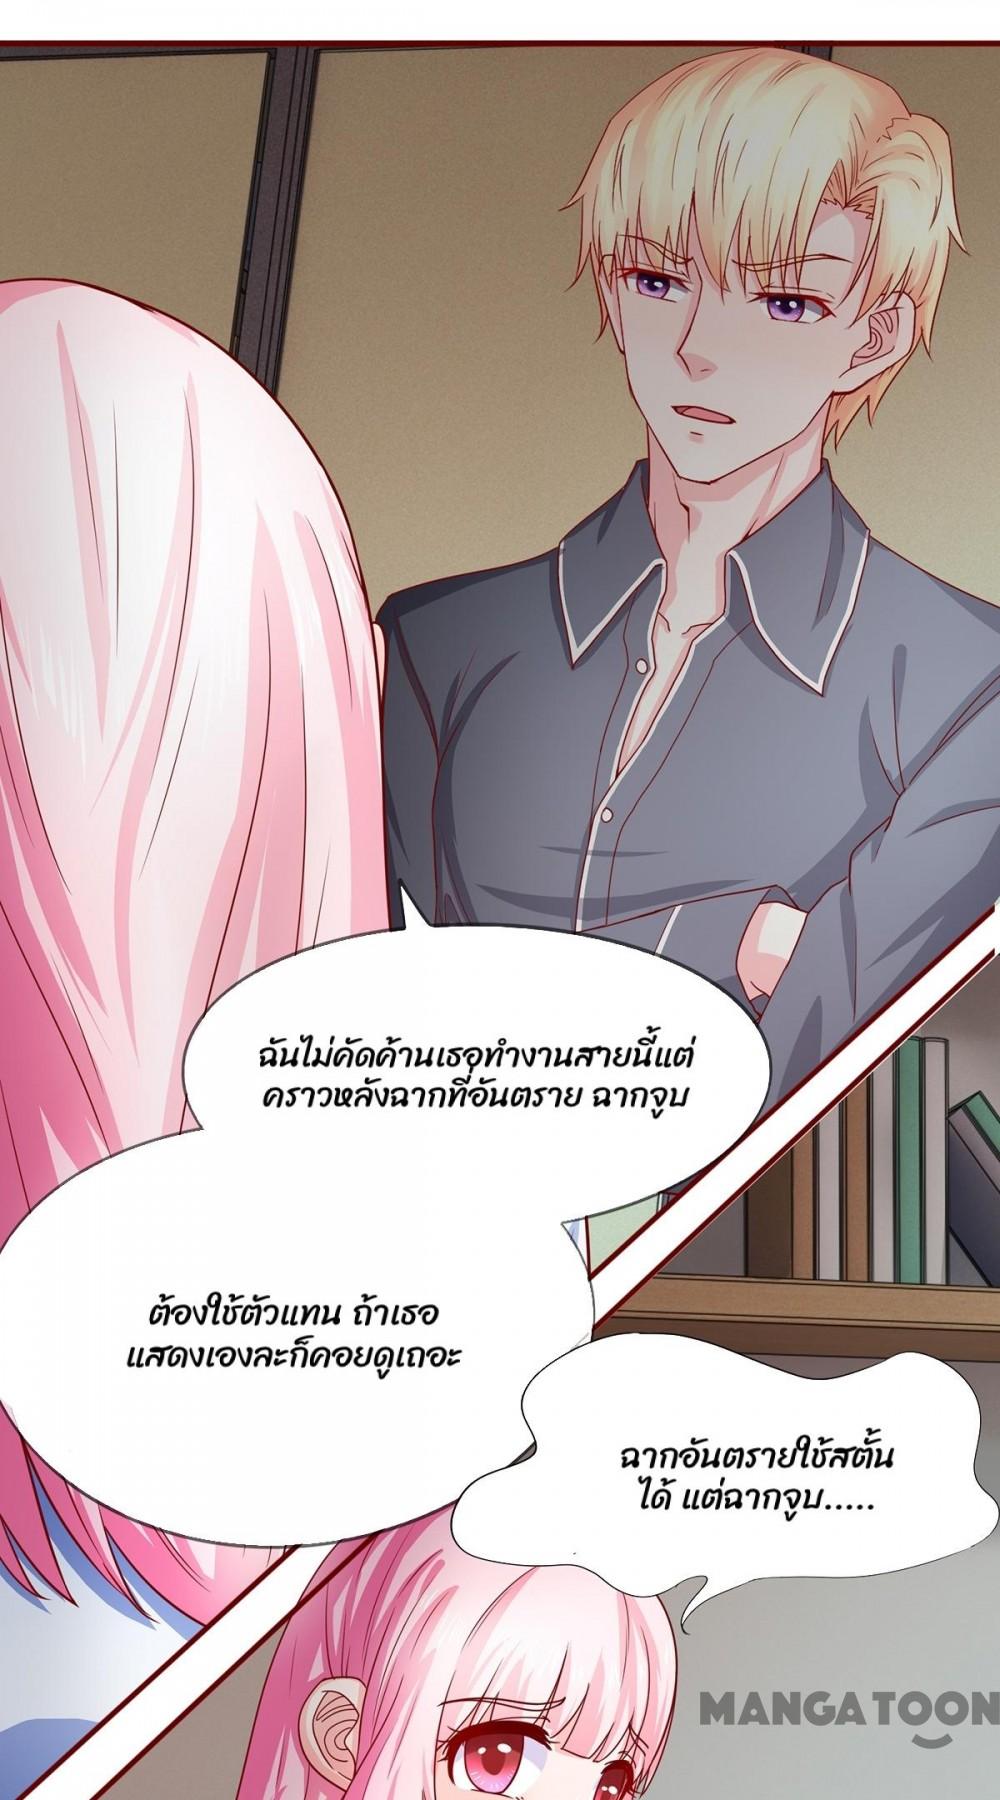 ฉันไม่คัดค้านเธอทำงานสายนี้แต่
คราวหลังฉากที่อันตราย ฉากจูบ
ต้องใช้ตัวแทน ถ้าเธอ
แสดงเองละก็คอยดูเถอะ
ฉากอันตรายใช้สตั้น
ได้ แต่ฉากจูบ.....
MANGATOON